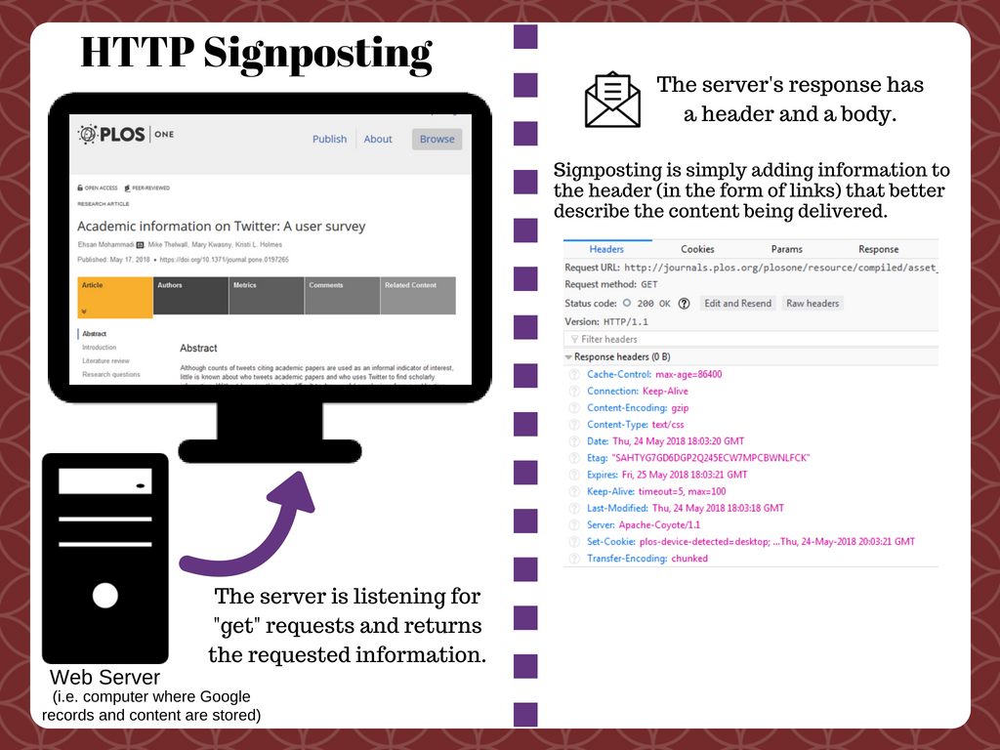 HTTP Signposting
PLOS ONE
Publish About Browse
OPEN ACCESS PEER-REVIEWED
RESEARCH ARTICLE
Academic information on Twitter: A user survey
Ehsan Mohammadi, Mike Thelwall, Mary Kwasny, Kristi L. Holmes
Published: May 17, 2018 • https://doi.org/10.1371/journal.pone.0197265
Article Authors Metrics Comments Related Content
Abstract
Introduction
Literature review
Research questions
Abstract
Although counts of tweets citing academic papers are used as an informal indicator of interest,
little is known about who tweets academic papers and who uses Twitter to find scholarly
The server is listening for
"get" requests and returns
the requested information.
Web Server
(i.e. computer where Google
records and content are stored)
The server's response has
a header and a body.
Signposting is simply adding information to
the header (in the form of links) that better
describe the content being delivered.
Headers Cookies Params Response
Request URL: http://journals.plos.org/plosone/resource/compiled/asset_
Request method: GET
Status code: 200 OK ? Edit and Resend Raw headers
Version: HTTP/1.1
Filter headers
Response headers (0 B)
? Cache-Control: max-age=86400
? Connection: Keep-Alive
? Content-Encoding: gzip
? Content-Type: text/css
? Date: Thu, 24 May 2018 18:03:20 GMT
? Etag: "SAHTYG7GD6DGP2Q245ECW7MPCBWNLFCK"
? Expires: Fri, 25 May 2018 18:03:21 GMT
? Keep-Alive: timeout=5, max=100
? Last-Modified: Thu, 24 May 2018 18:03:18 GMT
? Server: Apache-Coyote/1.1
? Set-Cookie: plos-device-detected=desktop; ...Thu, 24-May-2018 20:03:21 GMT
? Transfer-Encoding: chunked